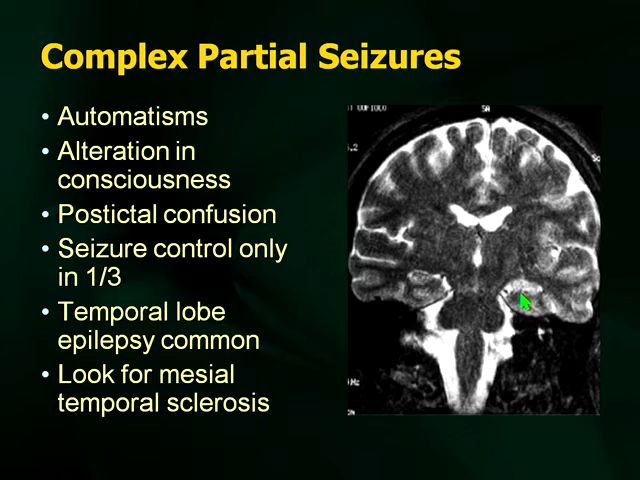 Complex Partial Seizures
• Automatisms
• Alteration in
consciousness
• Postictal confusion
• Seizure control only
in 1/3
• Temporal lobe
epilepsy common
• Look for mesial
temporal sclerosis
SA